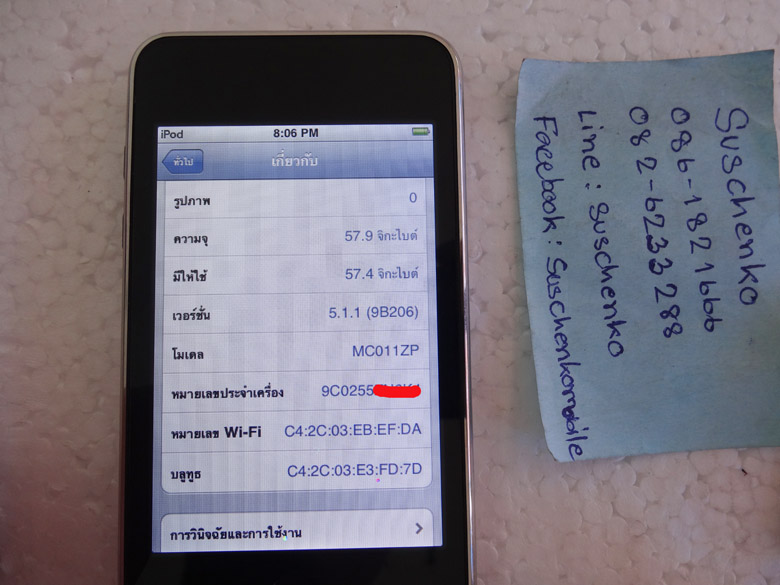 iPod 8:06 PM
ทั่วไป เกี่ยวกับ
รูปภาพ 0
ความจุ 57.9 จิกะไบต์
มีให้ใช้ 57.4 จิกะไบต์
เวอร์ชั่น 5.1.1 (9B206)
โมเดล MC011ZP
หมายเลขประจำเครื่อง 9C0255
หมายเลข Wi-Fi C4:2C:03:EB:EF:DA
บลูทูธ C4:2C:03:E3:FD:7D
การวินิจฉัยและการใช้งาน
Suschenko
086-1821666
082-6233288
Line : Suschenko
Facebook : Suschenkomobile